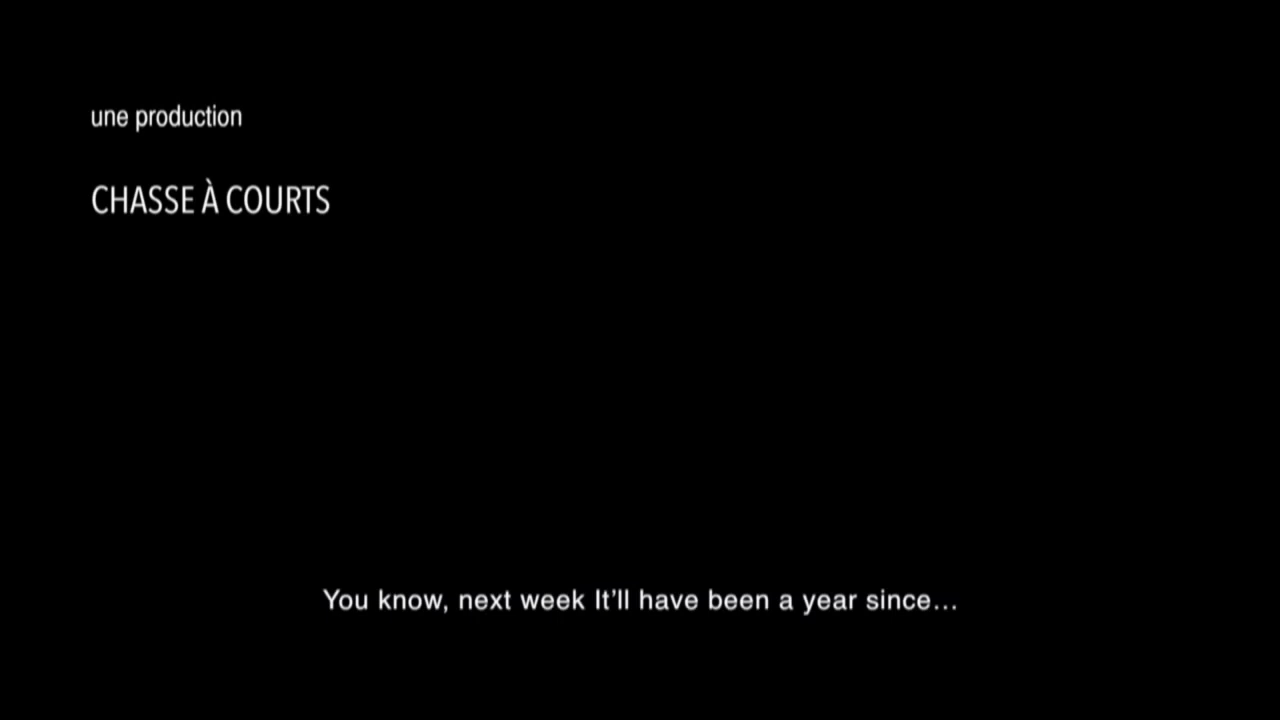 une production
CHASSE À COURTS
You know, next week It’ll have been a year since...